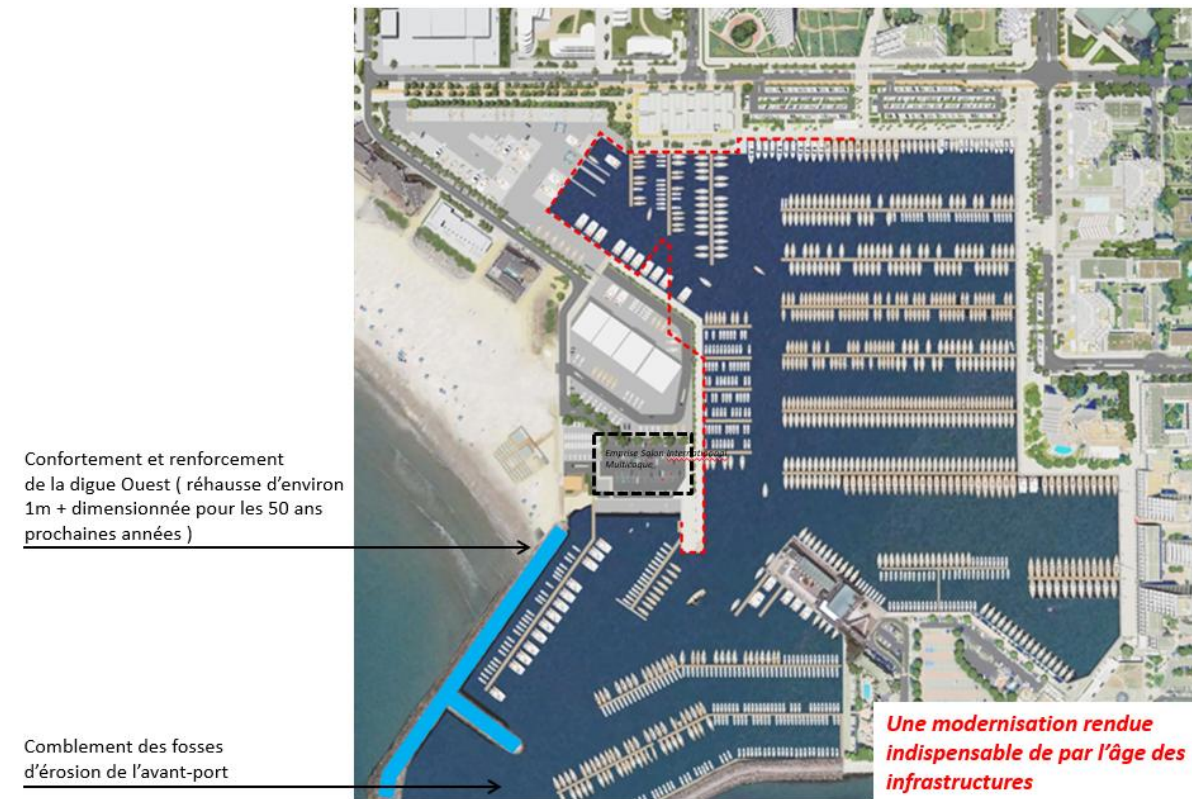 Emprise Salon International
Multicoque
Confortement et renforcement
de la digue Ouest ( réhausse d’environ
1m + dimensionnée pour les 50 ans
prochaines années )
Comblement des fosses
d’érosion de l’avant-port
Une modernisation rendue
indispensable de par l’âge des
infrastructures